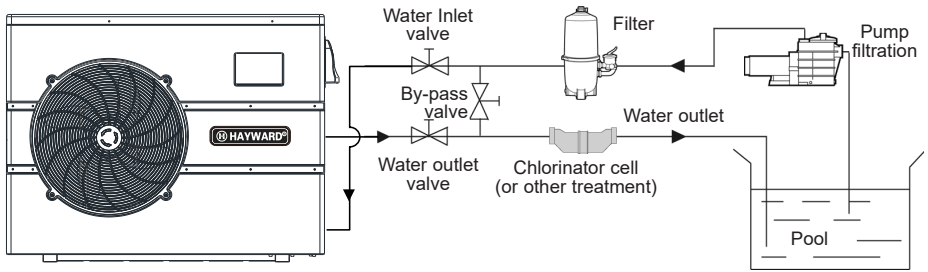 Water Inlet
valve
Filter
Pump
filtration
By-pass
valve
HAYWARD®
Water outlet
Water outlet
valve
Chlorinator cell
(or other treatment)
Pool